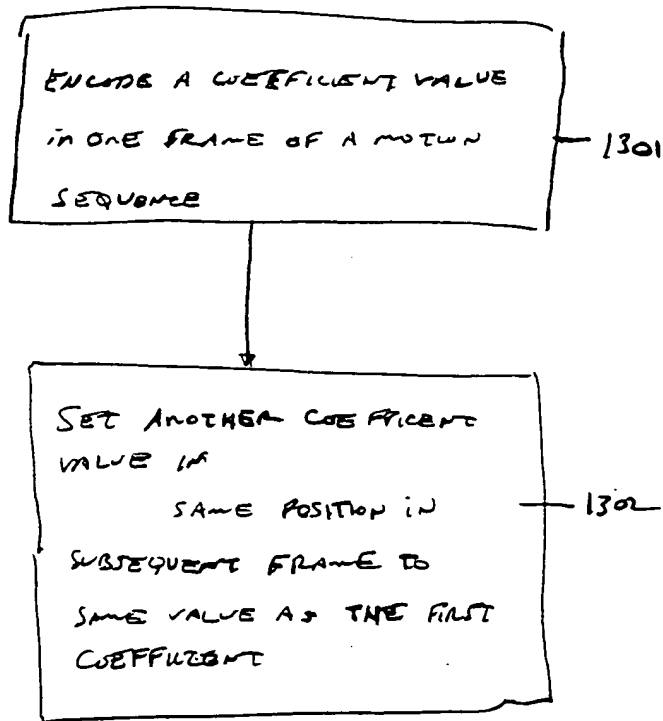 ENCODE A COEFFICIENT VALUE
in ONE FRAME OF A MOTION
SEQUENCE
1301
SET ANOTHER COEFFICENT
VALUE IN
SAME POSITION IN
SUBSEQUENT FRAME TO
SAME VALUE AS THE FIRST
COEFFICIENT
1302